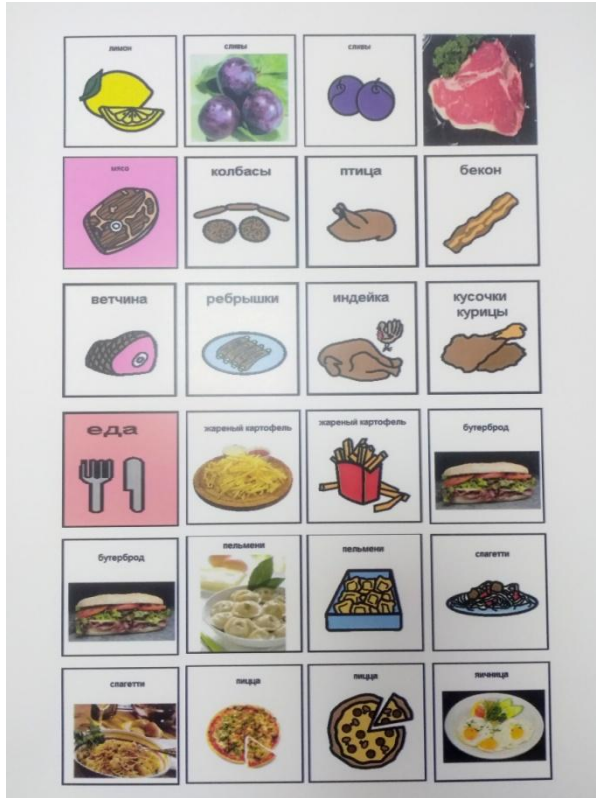 лимон
сливы
сливы
мясо
колбасы
птица
бекон
ветчина
ребрышки
индейка
кусочки
курицы
еда
жареный картофель
жареный картофель
бутерброд
бутерброд
пельмени
пельмени
спагетти
спагетти
пицца
пицца
яичница